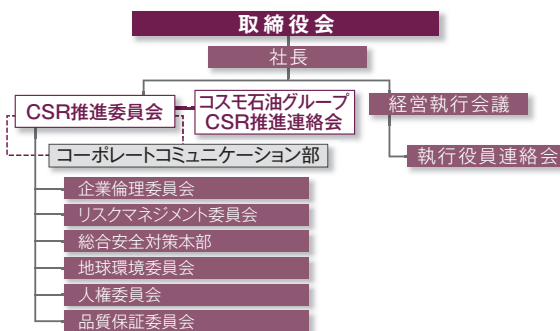 取締役会
社長
CSR推進委員会
コスモ石油グループ
CSR推進連絡会
経営執行会議
コーポレートコミュニケーション部
執行役員連絡会
企業倫理委員会
リスクマネジメント委員会
総合安全対策本部
地球環境委員会
人権委員会
品質保証委員会